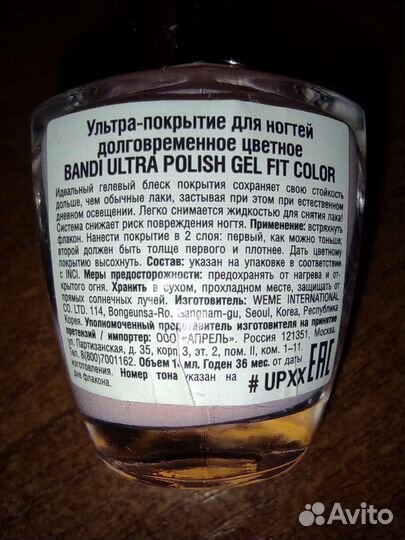 Ультра-покрытие для ногтей
долговременное цветное
BANDI ULTRA POLISH GEL FIT COLOR
Идеальный гелевый блеск покрытия сохраняет свою стойкость
дольше, чем обычные лаки, застывая при этом при естественном
дневном освещении. Легко снимается жидкостью для снятия лака!
Система снижает риск повреждения ногтя. Применение: встряхнуть
флакон. Нанести покрытие в 2 слоя: первый, как можно тоньше;
второй должен быть толще первого и плотнее. Дать цветному
покрытию высохнуть. Состав: указан на упаковке в соответствии
с INCI. Меры предосторожности: предохранять от нагрева и от-
крытого огня. Хранить в сухом, прохладном месте, защищать от
прямых солнечных лучей. Изготовитель: WEME INTERNATIONAL
CO. LTD. 114, Bongeunsa-Ro. Gangnam-gu, Seoul, Korea, Республика
Корея. Уполномоченный представитель изготовителя на принятие
претензий / импортер: ООО «АПРЕЛЬ». Россия 121351, Москва,
ул. Партизанская, д. 35, корп. 3, эт. 2, пом. II, ком. 1–11.
Тел. 8(800)7001162. Объем мл. Годен 36 мес. от даты
изготовления. Номер тона указан на
дне флакона.
# UPXX EAC
Avito